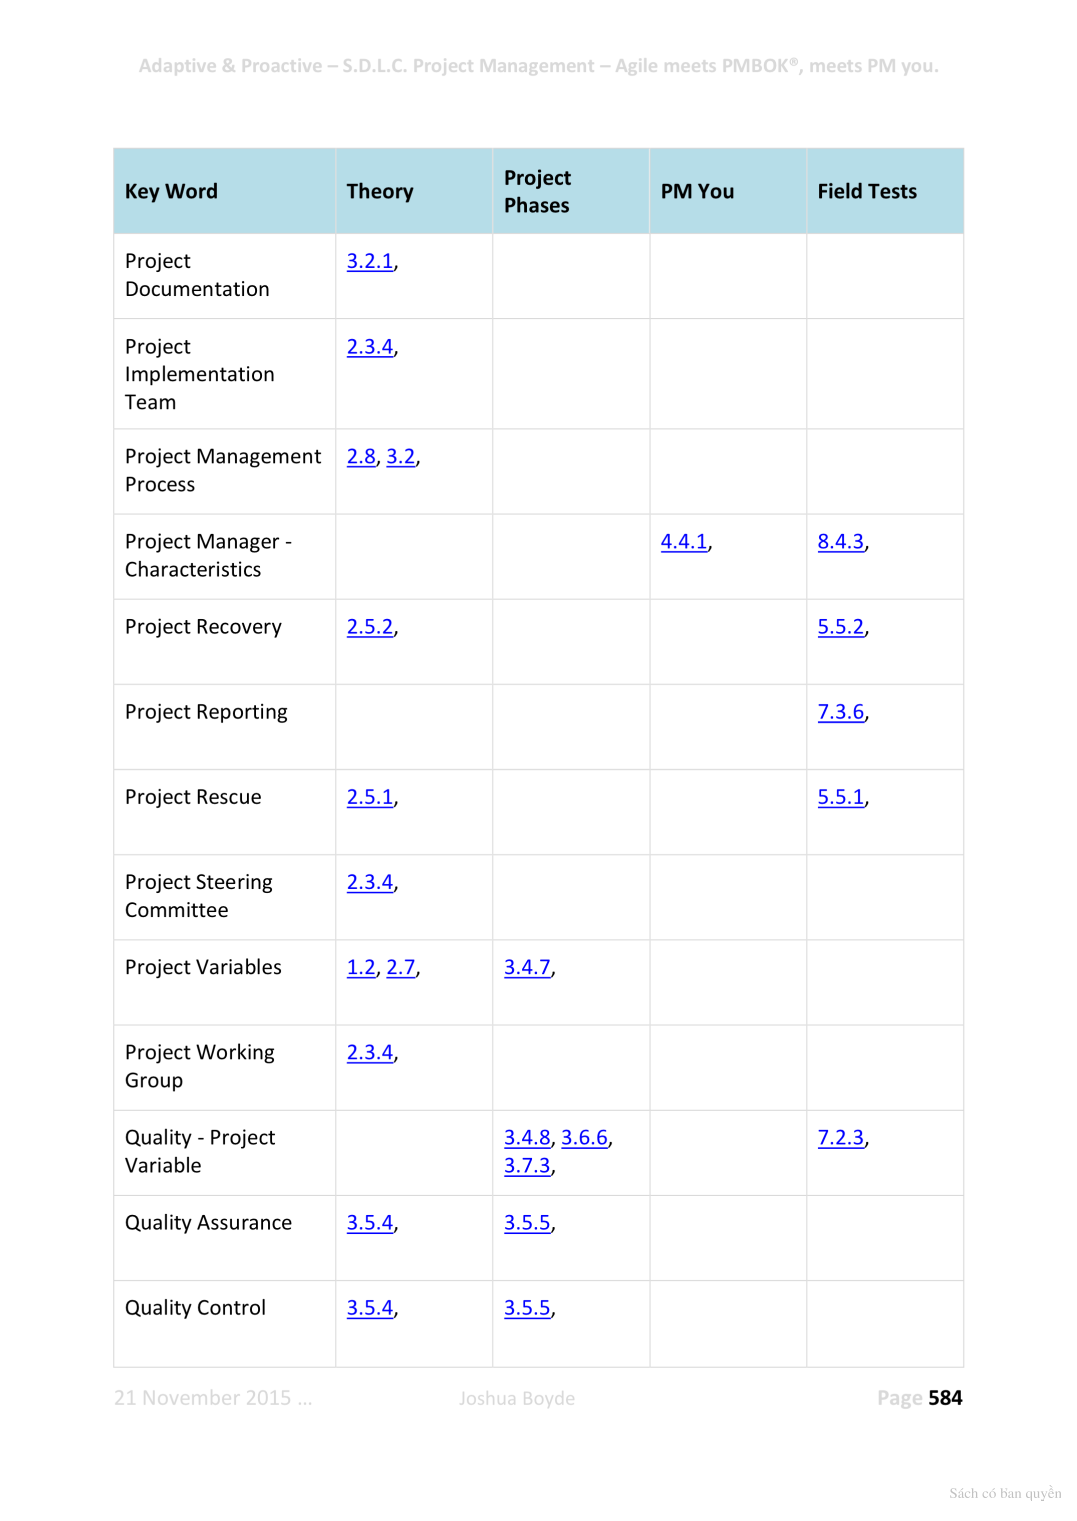 Adaptive & Proactive – S.D.L.C. Project Management – Agile meets PMBOK®, meets PM you.
Key Word Theory Project Phases PM You Field Tests
Project 3.2.1,
Documentation
Project 2.3.4,
Implementation
Team
Project Management 2.8, 3.2,
Process
Project Manager - 4.4.1, 8.4.3,
Characteristics
Project Recovery 2.5.2, 5.5.2,
Project Reporting 7.3.6,
Project Rescue 2.5.1, 5.5.1,
Project Steering 2.3.4,
Committee
Project Variables 1.2, 2.7, 3.4.7,
Project Working 2.3.4,
Group
Quality - Project 3.4.8, 3.6.6, 7.2.3,
Variable 3.7.3,
Quality Assurance 3.5.4, 3.5.5,
Quality Control 3.5.4, 3.5.5,
21 November 2015 ... Joshua Boyde Page 584
Sách có bản quyền